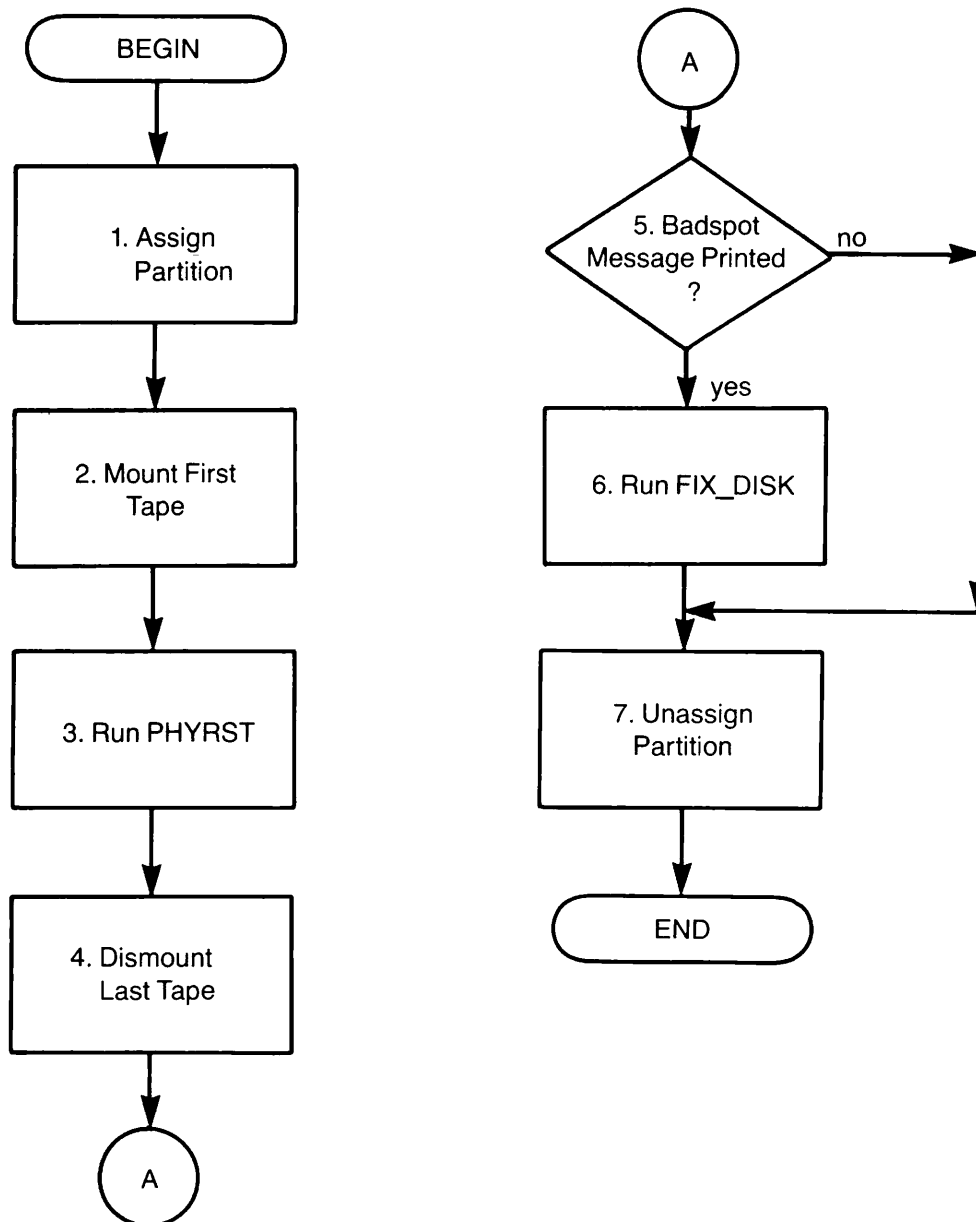 BEGIN
1. Assign
Partition
2. Mount First
Tape
3. Run PHYRST
4. Dismount
Last Tape
A
A
5. Badspot
Message Printed
?
no
yes
6. Run FIX_DISK
7. Unassign
Partition
END